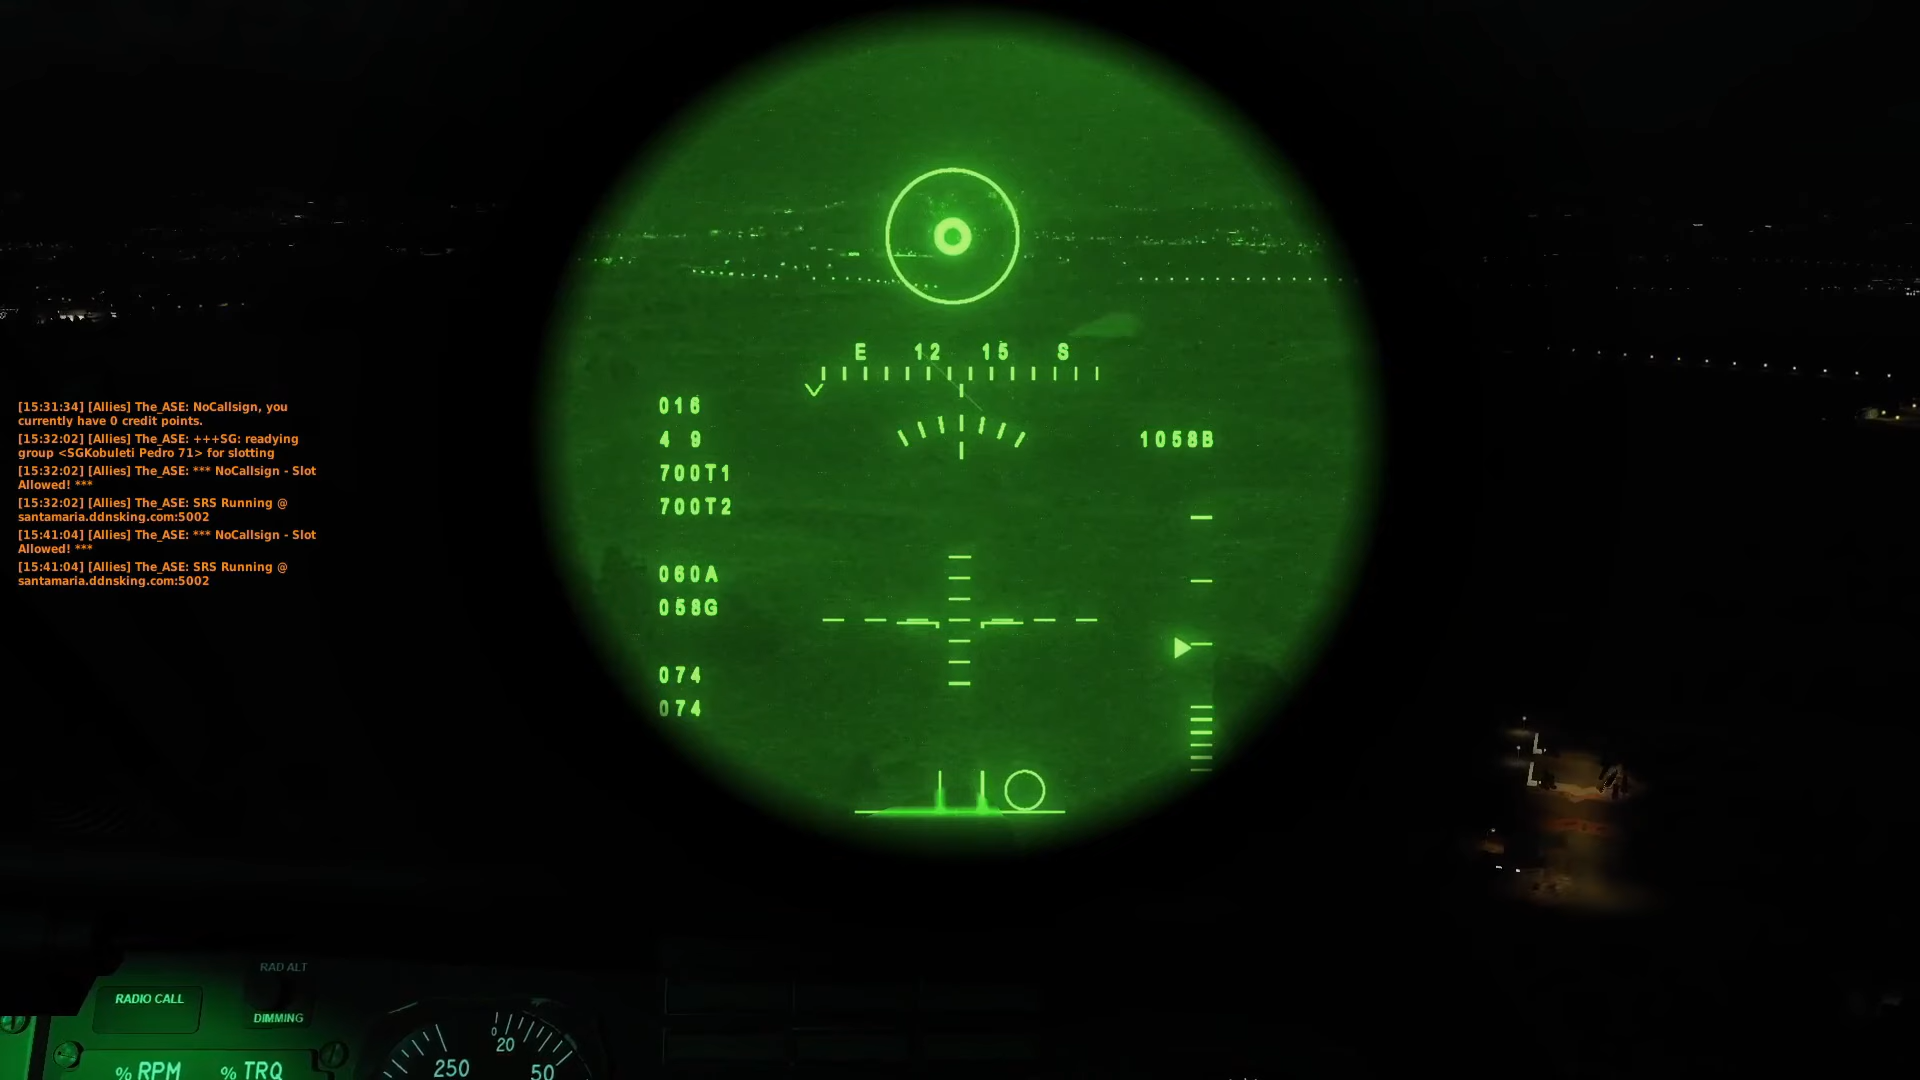 [15:31:34] [Allies] The_ASE: NoCallsign, you
currently have 0 credit points.
[15:32:02] [Allies] The_ASE: +++SG: readying
group <SGKobuleti Pedro 71> for slotting
[15:32:02] [Allies] The_ASE: *** NoCallsign - Slot
Allowed! ***
[15:32:02] [Allies] The_ASE: SRS Running @
santamaria.ddnsking.com:5002
[15:41:04] [Allies] The_ASE: *** NoCallsign - Slot
Allowed! ***
[15:41:04] [Allies] The_ASE: SRS Running @
santamaria.ddnsking.com:5002
E 12 15 S
016
4 9
1058B
700T1
700T2
060A
058G
074
074
RAD ALT
RADIO CALL
DIMMING
% RPM % TRQ
0
20
250
50